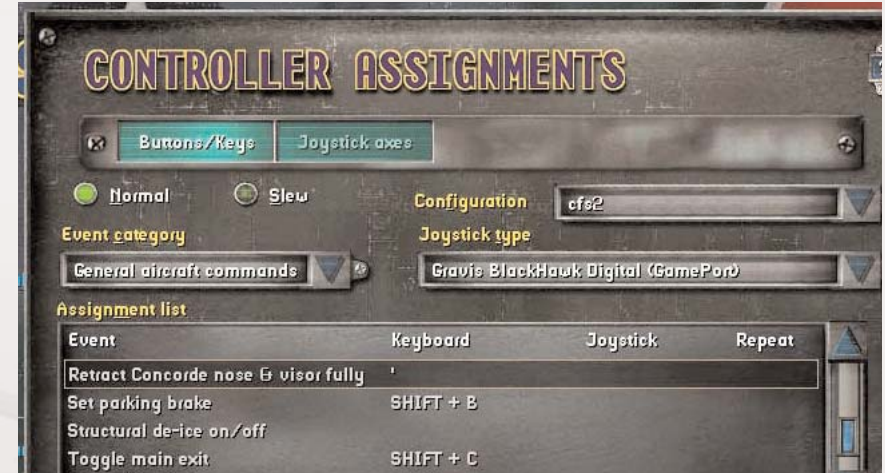 CONTROLLER ASSIGNMENTS
Buttons/Keys Joystick axes
Normal Slew
Configuration cfs2
Event category Joystick type
General aircraft commands Gravis BlackHawk Digital (GamePort)
Assignment list
Event Keyboard Joystick Repeat
Retract Concorde nose & visor fully '
Set parking brake SHIFT + B
Structural de-ice on/off
Toggle main exit SHIFT + C